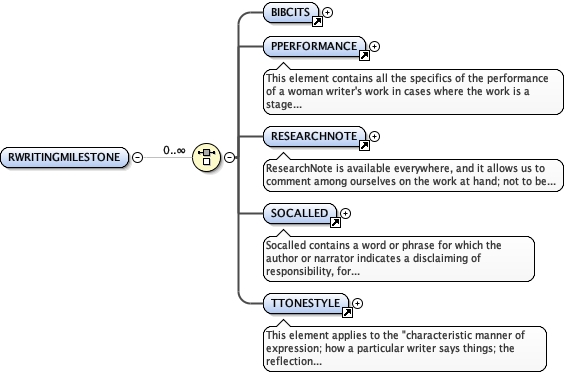 BIBCITS
PPERFORMANCE
This element contains all the specifics of the performance
of a woman writer's work in cases where the work is a
stage...
RWRITINGMILESTONE
0..∞
RESEARCHNOTE
ResearchNote is available everywhere, and it allows us to
comment among ourselves on the work at hand; not to be...
SOCALLED
Socalled contains a word or phrase for which the
author or narrator indicates a disclaiming of
responsibility, for...
TTONESTYLE
This element applies to the "characteristic manner of
expression; how a particular writer says things; the
reflection...